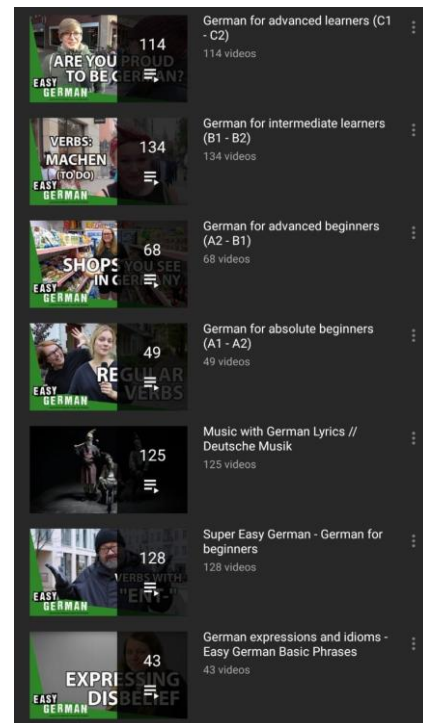 ARE YOU PROUD
TO BE GERMAN?
EASY
GERMAN
114
German for advanced learners (C1
- C2)
114 videos
VERBS:
MACHEN
(TO DO)
EASY
GERMAN
134
German for intermediate learners
(B1 - B2)
134 videos
SHOPS YOU SEE
IN GERMANY
EASY
GERMAN
68
German for advanced beginners
(A2 - B1)
68 videos
REGULAR
VERBS
EASY
GERMAN
49
German for absolute beginners
(A1 - A2)
49 videos
125
Music with German Lyrics //
Deutsche Musik
125 videos
VERBS WITH
"ENT-"
EASY
GERMAN
128
Super Easy German - German for
beginners
128 videos
EXPRESSING
DISBELIEF
EASY
GERMAN
43
German expressions and idioms -
Easy German Basic Phrases
43 videos